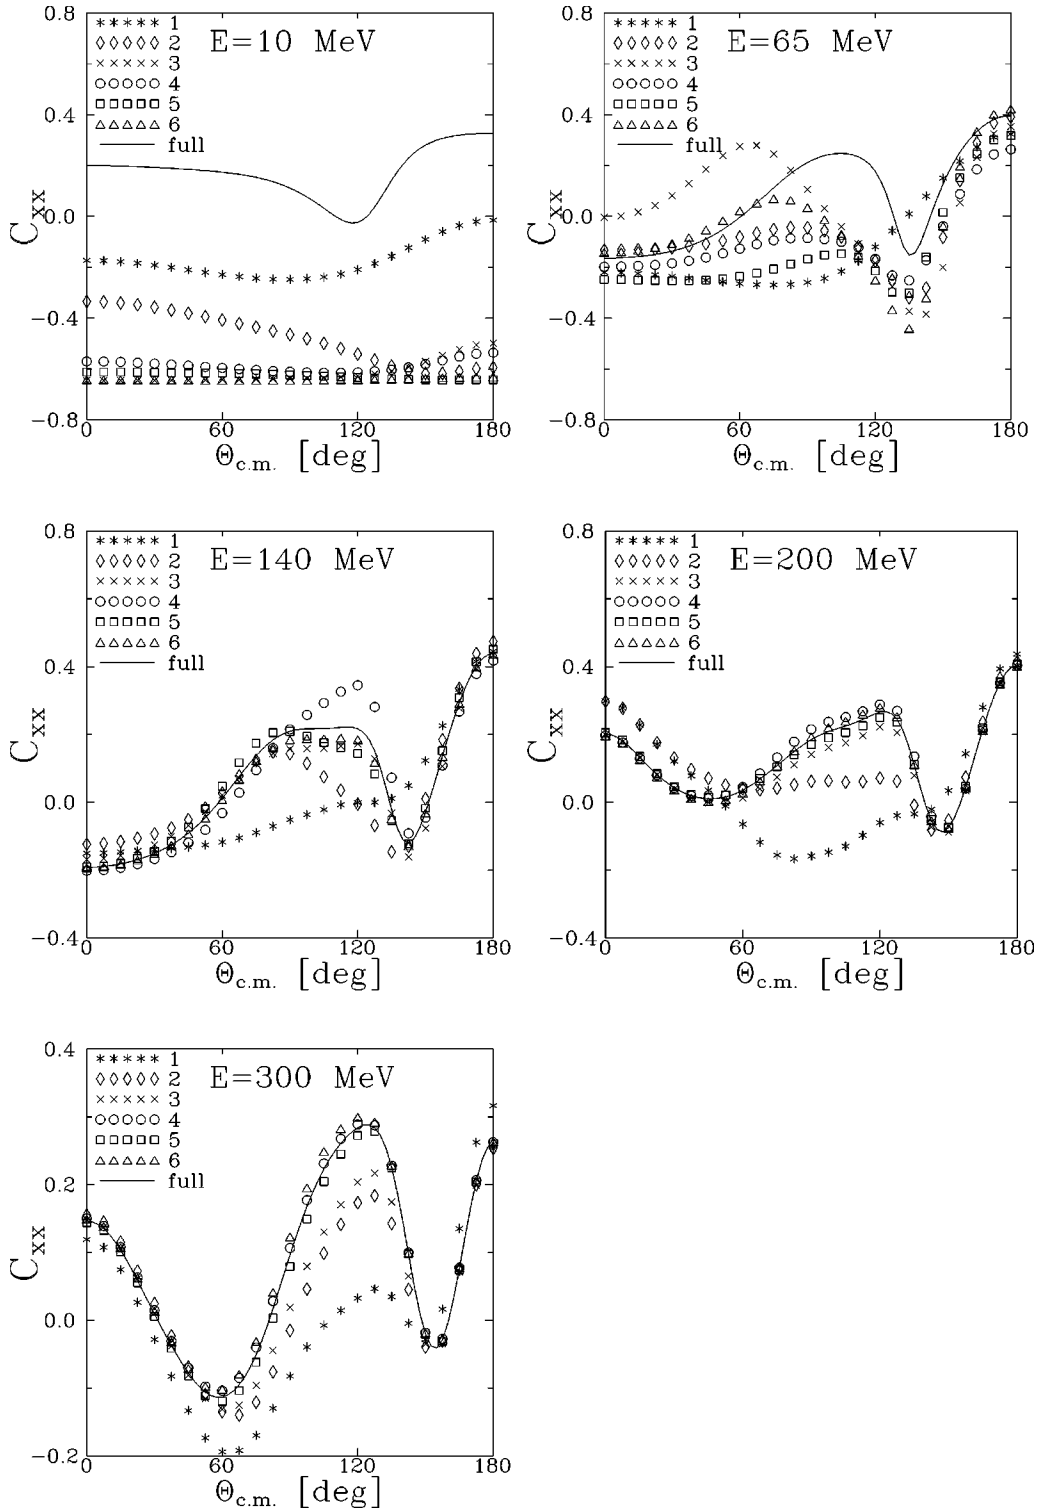 E=10 MeV
1
2
3
4
5
6
full
0.8
0.4
0.0
−0.4
−0.8
C_xx
0 60 120 180
Θ_c.m. [deg]
E=65 MeV
1
2
3
4
5
6
full
0.8
0.4
0.0
−0.4
−0.8
C_xx
0 60 120 180
Θ_c.m. [deg]
E=140 MeV
1
2
3
4
5
6
full
0.8
0.4
0.0
−0.4
C_xx
0 60 120 180
Θ_c.m. [deg]
E=200 MeV
1
2
3
4
5
6
full
0.8
0.4
0.0
−0.4
C_xx
0 60 120 180
Θ_c.m. [deg]
E=300 MeV
1
2
3
4
5
6
full
0.4
0.2
0.0
−0.2
C_xx
0 60 120 180
Θ_c.m. [deg]